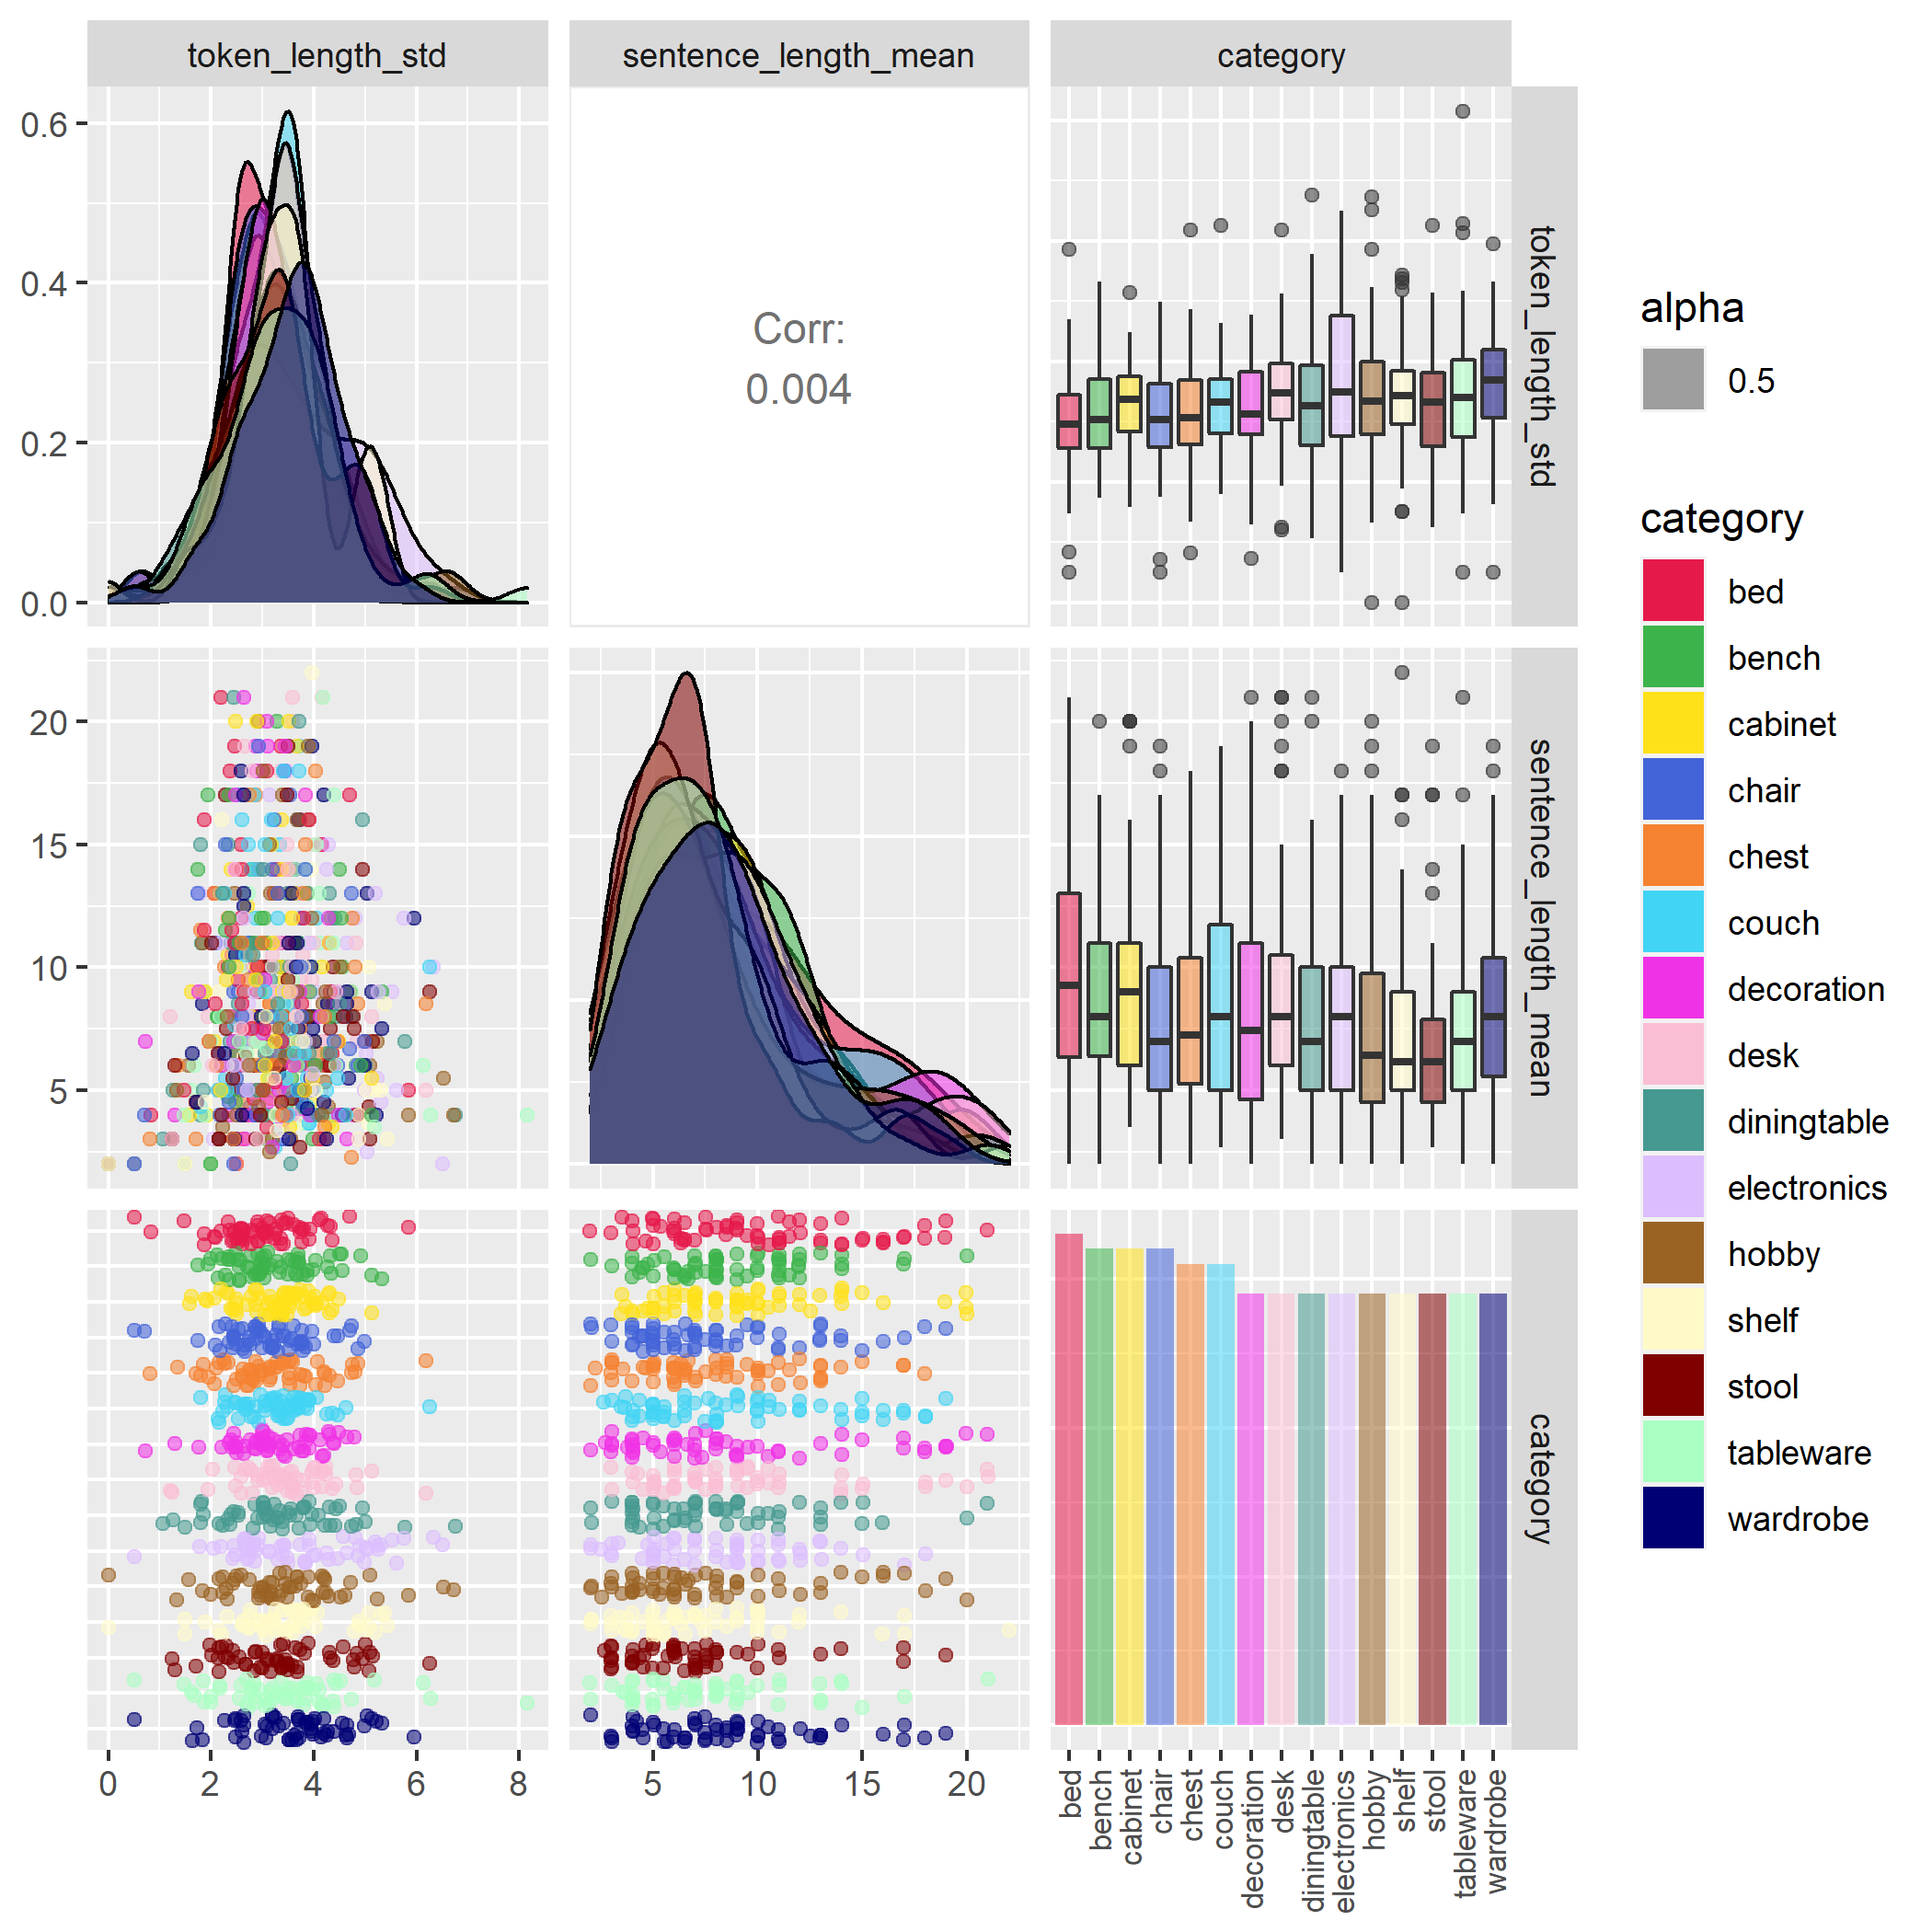 token_length_std
sentence_length_mean
category
0.6
0.4
0.2
0.0
Corr:
0.004
token_length_std
20
15
10
5
sentence_length_mean
category
0
2
4
6
8
5
10
15
20
bed
bench
cabinet
chair
chest
couch
decoration
desk
diningtable
electronics
hobby
shelf
stool
tableware
wardrobe
alpha
0.5
category
bed
bench
cabinet
chair
chest
couch
decoration
desk
diningtable
electronics
hobby
shelf
stool
tableware
wardrobe